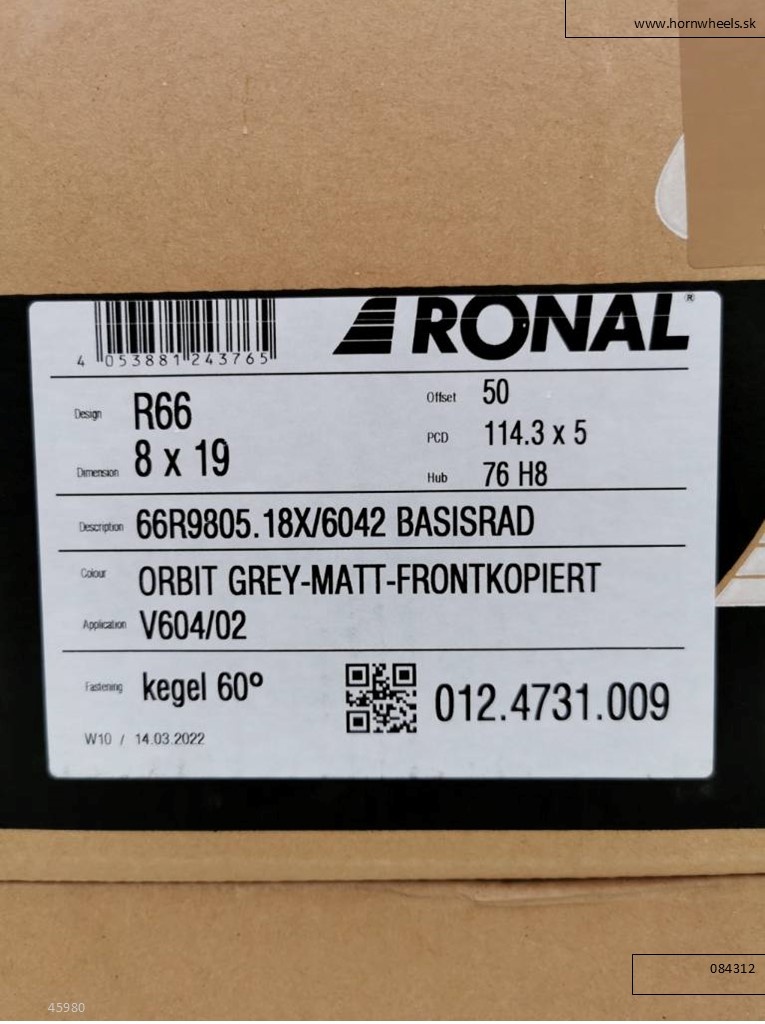 www.hornwheels.sk
4 053881 243765
RONAL®
Design R66
Offset 50
PCD 114.3 x 5
Dimension 8 x 19
Hub 76 H8
Description 66R9805.18X/6042 BASISRAD
Colour ORBIT GREY-MATT-FRONTKOPIERT
Application V604/02
Fastening kegel 60º
012.4731.009
W10 / 14.03.2022
084312
45980